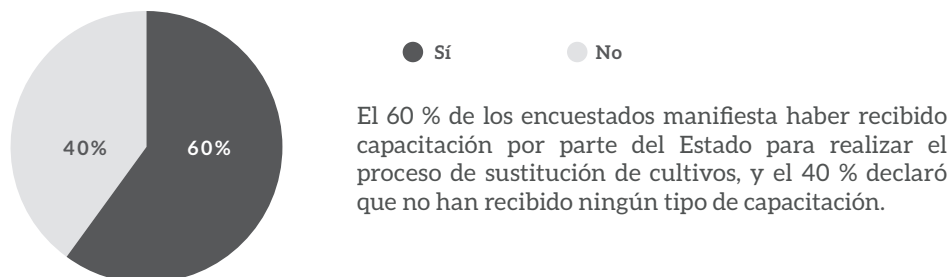 Sí
No
El 60 % de los encuestados manifiesta haber recibido
capacitación por parte del Estado para realizar el
proceso de sustitución de cultivos, y el 40 % declaró
que no han recibido ningún tipo de capacitación.
40%
60%